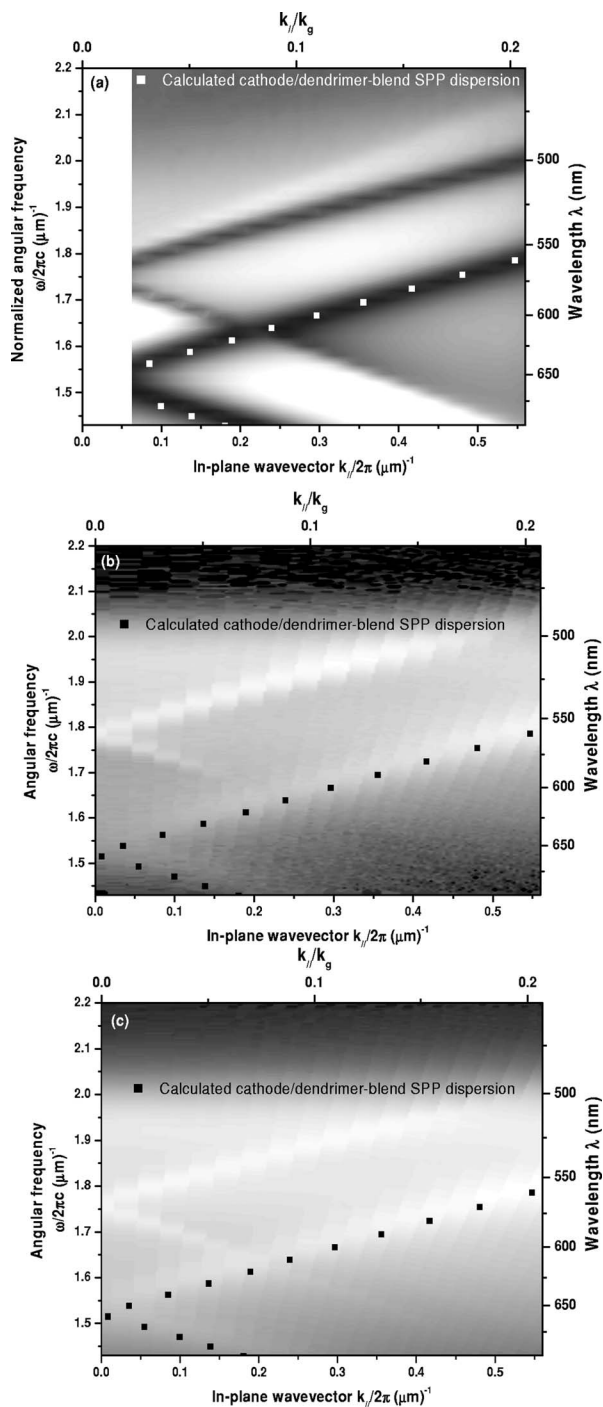 k//kg
0.0 0.1 0.2
(a)
Calculated cathode/dendrimer-blend SPP dispersion
Normalized angular frequency
ω/2πc (μm)-1
2.2
2.1
2.0
1.9
1.8
1.7
1.6
1.5
500
550
600
650
Wavelength λ (nm)
0.0 0.1 0.2 0.3 0.4 0.5
In-plane wavevector k///2π (μm)-1
k///kg
0.0 0.1 0.2
(b)
Calculated cathode/dendrimer-blend SPP dispersion
Angular frequency
ω/2πc (μm)-1
2.2
2.1
2.0
1.9
1.8
1.7
1.6
1.5
500
550
600
650
Wavelength λ (nm)
0.0 0.1 0.2 0.3 0.4 0.5
In-plane wavevector k///2π (μm)-1
k///kg
0.0 0.1 0.2
(c)
Calculated cathode/dendrimer-blend SPP dispersion
Angular frequency
ω/2πc (μm)-1
2.2
2.1
2.0
1.9
1.8
1.7
1.6
1.5
500
550
600
650
Wavelength λ (nm)
0.0 0.1 0.2 0.3 0.4 0.5
In-plane wavevector k///2π (μm)-1